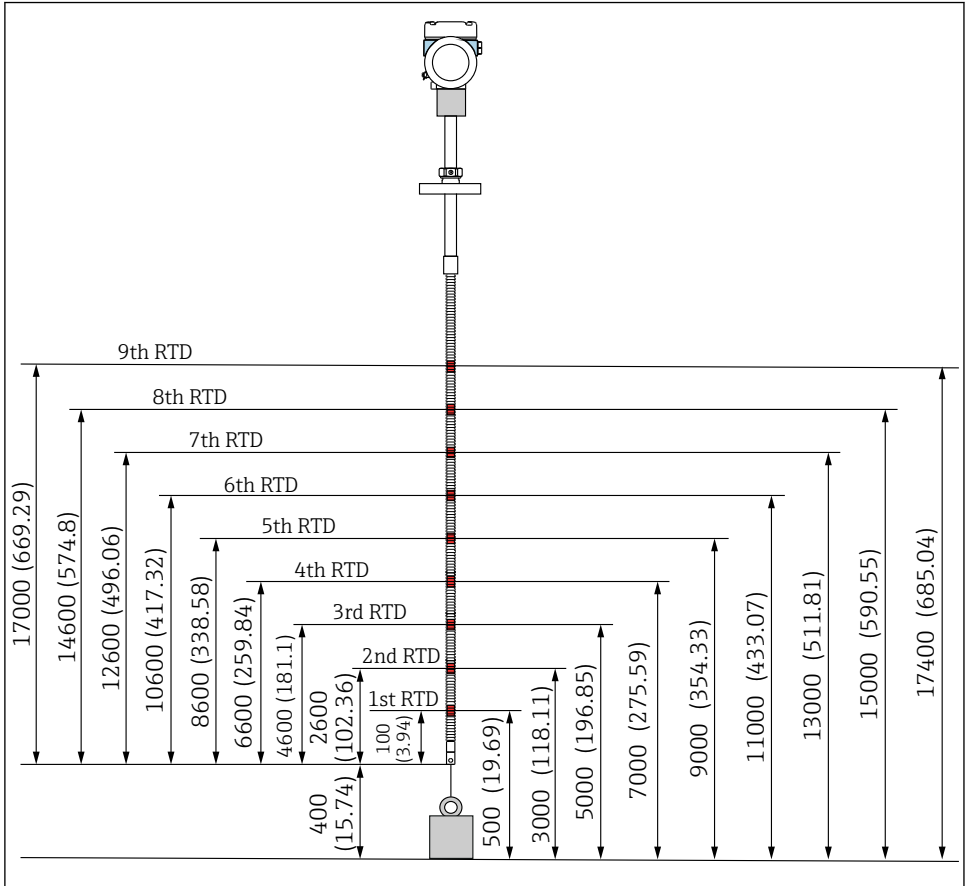 9th RTD
8th RTD
7th RTD
6th RTD
5th RTD
4th RTD
3rd RTD
2nd RTD
1st RTD
17000 (669.29)
14600 (574.8)
12600 (496.06)
10600 (417.32)
8600 (338.58)
6600 (259.84)
4600 (181.1)
2600
(102.36)
100
(3.94)
400
(15.74)
500 (19.69)
3000 (118.11)
5000 (196.85)
7000 (275.59)
9000 (354.33)
11000 (433.07)
13000 (511.81)
15000 (590.55)
17400 (685.04)